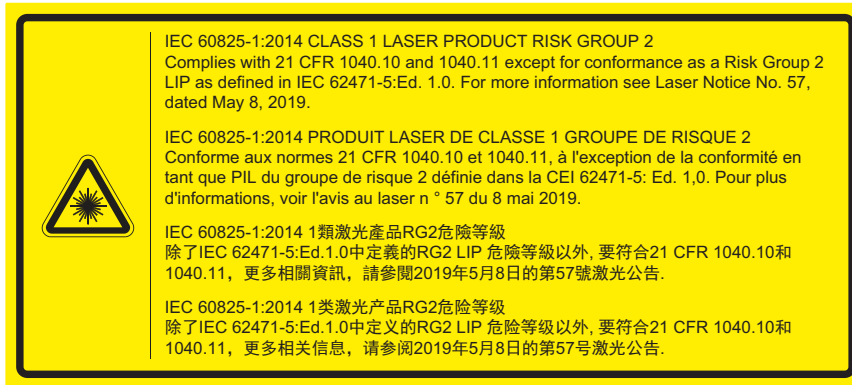 IEC 60825-1:2014 CLASS 1 LASER PRODUCT RISK GROUP 2
Complies with 21 CFR 1040.10 and 1040.11 except for conformance as a Risk Group 2
LIP as defined in IEC 62471-5:Ed. 1.0. For more information see Laser Notice No. 57,
dated May 8, 2019.
IEC 60825-1:2014 PRODUIT LASER DE CLASSE 1 GROUPE DE RISQUE 2
Conforme aux normes 21 CFR 1040.10 et 1040.11, à l'exception de la conformité en
tant que PIL du groupe de risque 2 définie dans la CEI 62471-5: Ed. 1,0. Pour plus
d'informations, voir l'avis au laser n ° 57 du 8 mai 2019.
IEC 60825-1:2014 1類激光產品RG2危險等級
除了IEC 62471-5:Ed.1.0中定義的RG2 LIP 危險等級以外, 要符合21 CFR 1040.10和
1040.11，更多相關資訊，請參閱2019年5月8日的第57號激光公告.
IEC 60825-1:2014 1类激光产品RG2危险等级
除了IEC 62471-5:Ed.1.0中定义的RG2 LIP 危险等级以外, 要符合21 CFR 1040.10和
1040.11，更多相关信息，请参阅2019年5月8日的第57号激光公告.